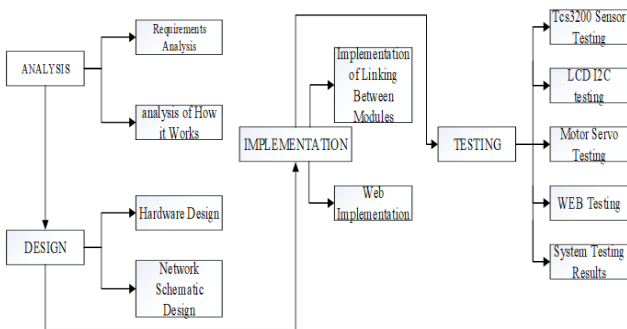 Requirements
Analysis
ANALYSIS
analysis of How
it Works
DESIGN
Hardware Design
Network
Schematic
Design
IMPLEMENTATION
Implementation
of Linking
Between
Modules
Web
Implementation
TESTING
Tcs3200 Sensor
Testing
LCD I2C
testing
Motor Servo
Testing
WEB Testing
System Testing
Results